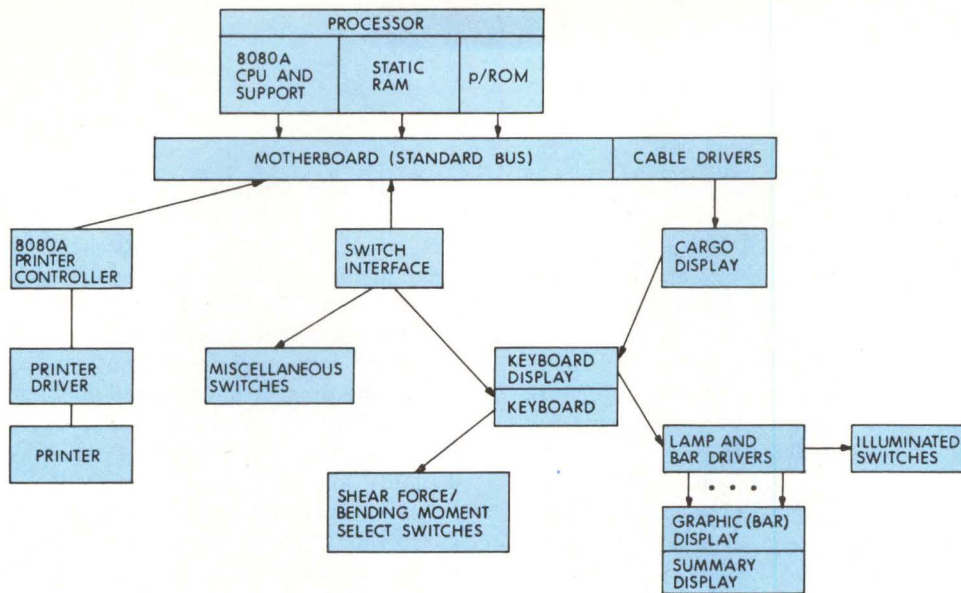 PROCESSOR
8080A
CPU AND
SUPPORT
STATIC
RAM
p/ROM
MOTHERBOARD (STANDARD BUS)
CABLE DRIVERS
8080A
PRINTER
CONTROLLER
SWITCH
INTERFACE
CARGO
DISPLAY
PRINTER
DRIVER
MISCELLANEOUS
SWITCHES
KEYBOARD
DISPLAY
KEYBOARD
PRINTER
LAMP AND
BAR DRIVERS
ILLUMINATED
SWITCHES
SHEAR FORCE/
BENDING MOMENT
SELECT SWITCHES
GRAPHIC (BAR)
DISPLAY
SUMMARY
DISPLAY